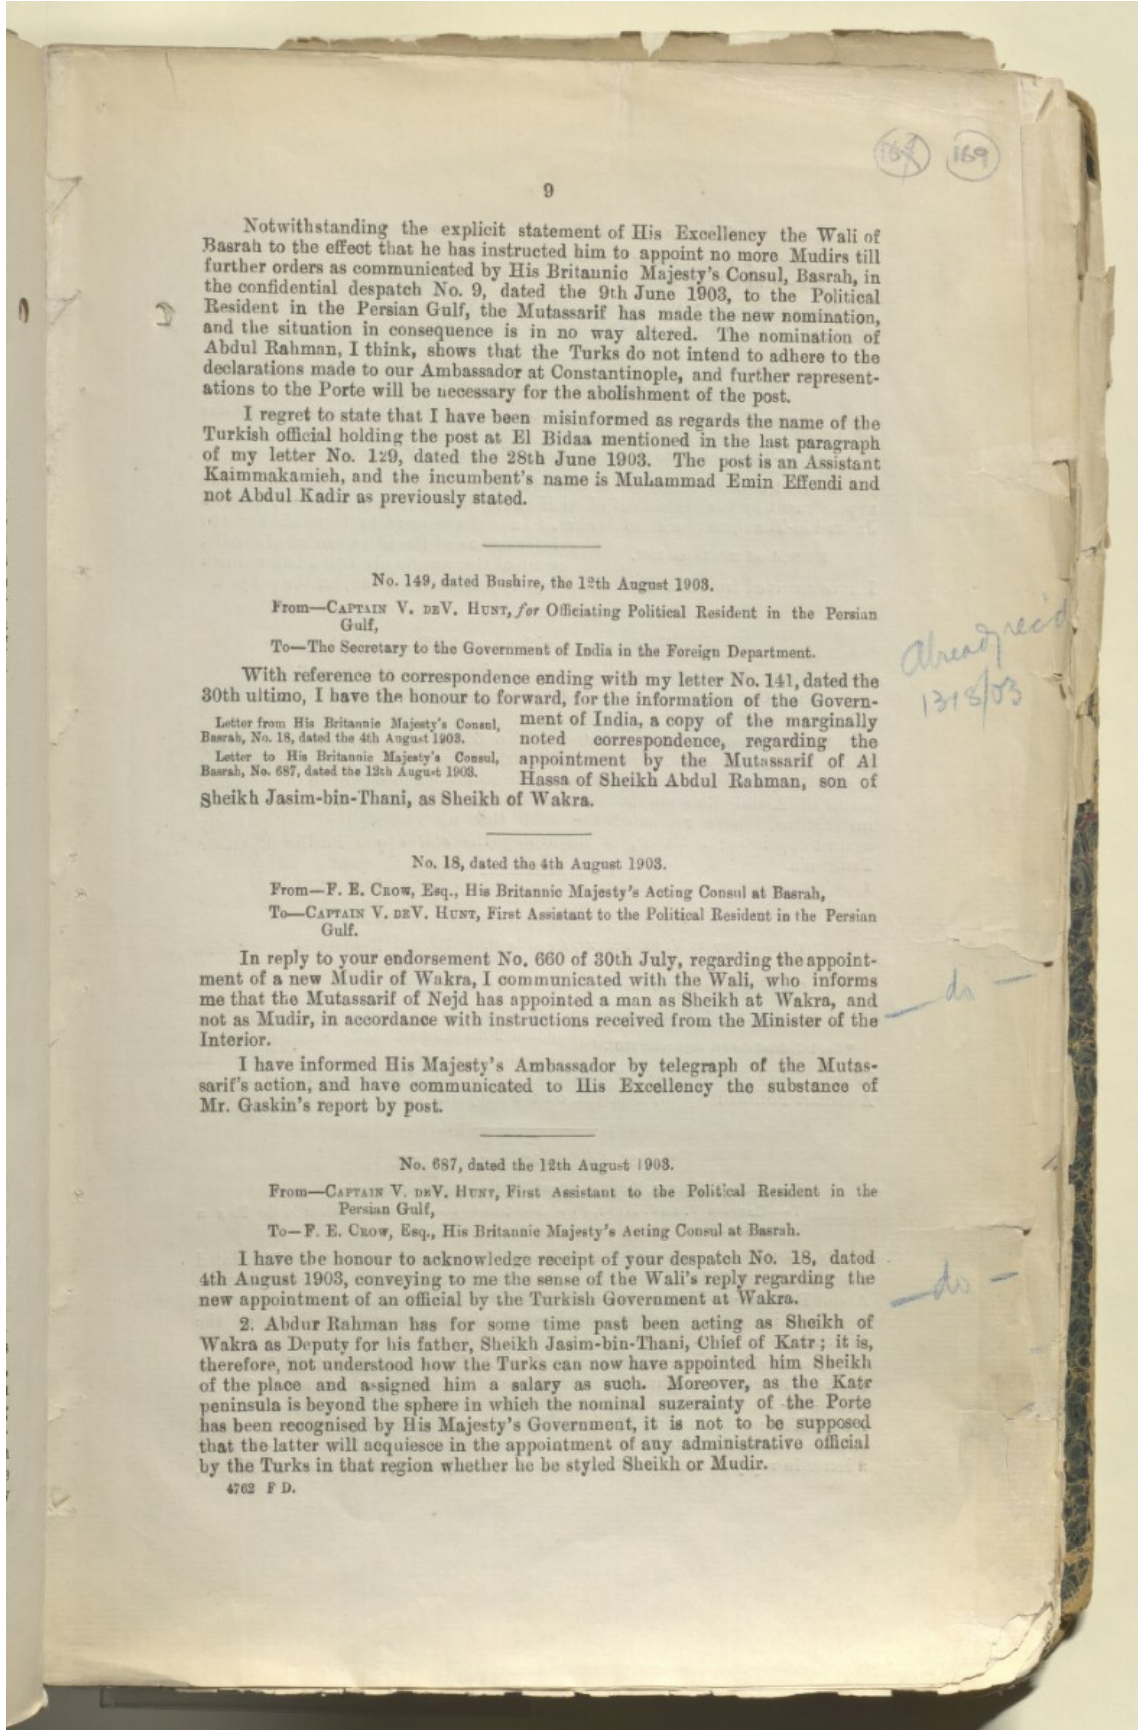 169
9
Notwithstanding the explicit statement of His Excellency the Wali of
Basrah to the effect that he has instructed him to appoint no more Mudirs till
further orders as communicated by His Britannic Majesty's Consul, Basrah, in
the confidential despatch No. 9, dated the 9th June 1903, to the Political
Resident in the Persian Gulf, the Mutassarif has made the new nomination,
and the situation in consequence is in no way altered. The nomination of
Abdul Rahman, I think, shows that the Turks do not intend to adhere to the
declarations made to our Ambassador at Constantinople, and further represent-
ations to the Porte will be necessary for the abolishment of the post.
I regret to state that I have been misinformed as regards the name of the
Turkish official holding the post at El Bidaa mentioned in the last paragraph
of my letter No. 129, dated the 28th June 1903. The post is an Assistant
Kaimmakamieh, and the incumbent's name is Muhammad Emin Effendi and
not Abdul Kadir as previously stated.
No. 149, dated Bushire, the 12th August 1903.
From—CAPTAIN V. DEV. HUNT, for Officiating Political Resident in the Persian
Gulf,
To—The Secretary to the Government of India in the Foreign Department.
Already rec'd
13/8/03
With reference to correspondence ending with my letter No. 141, dated the
30th ultimo, I have the honour to forward, for the information of the Govern-
Letter from His Britannic Majesty's Consul,
Basrah, No. 18, dated the 4th August 1903.
Letter to His Britannic Majesty's Consul,
Basrah, No. 687, dated the 12th August 1903.
ment of India, a copy of the marginally
noted correspondence, regarding the
appointment by the Mutassarif of Al
Hassa of Sheikh Abdul Rahman, son of
Sheikh Jasim-bin-Thani, as Sheikh of Wakra.
No. 18, dated the 4th August 1903.
From—F. E. CROW, Esq., His Britannic Majesty's Acting Consul at Basrah,
To—CAPTAIN V. DEV. HUNT, First Assistant to the Political Resident in the Persian
Gulf.
In reply to your endorsement No. 660 of 30th July, regarding the appoint-
ment of a new Mudir of Wakra, I communicated with the Wali, who informs
me that the Mutassarif of Nejd has appointed a man as Sheikh at Wakra, and
not as Mudir, in accordance with instructions received from the Minister of the
Interior.
— do —
I have informed His Majesty's Ambassador by telegraph of the Mutas-
sarif's action, and have communicated to His Excellency the substance of
Mr. Gaskin's report by post.
No. 687, dated the 12th August 1903.
From—CAPTAIN V. DEV. HUNT, First Assistant to the Political Resident in the
Persian Gulf,
To—F. E. CROW, Esq., His Britannic Majesty's Acting Consul at Basrah.
I have the honour to acknowledge receipt of your despatch No. 18, dated
4th August 1903, conveying to me the sense of the Wali's reply regarding the
new appointment of an official by the Turkish Government at Wakra.
— do —
2. Abdur Rahman has for some time past been acting as Sheikh of
Wakra as Deputy for his father, Sheikh Jasim-bin-Thani, Chief of Katr; it is,
therefore, not understood how the Turks can now have appointed him Sheikh
of the place and assigned him a salary as such. Moreover, as the Katr
peninsula is beyond the sphere in which the nominal suzerainty of the Porte
has been recognised by His Majesty's Government, it is not to be supposed
that the latter will acquiesce in the appointment of any administrative official
by the Turks in that region whether he be styled Sheikh or Mudir.
4762 F D.